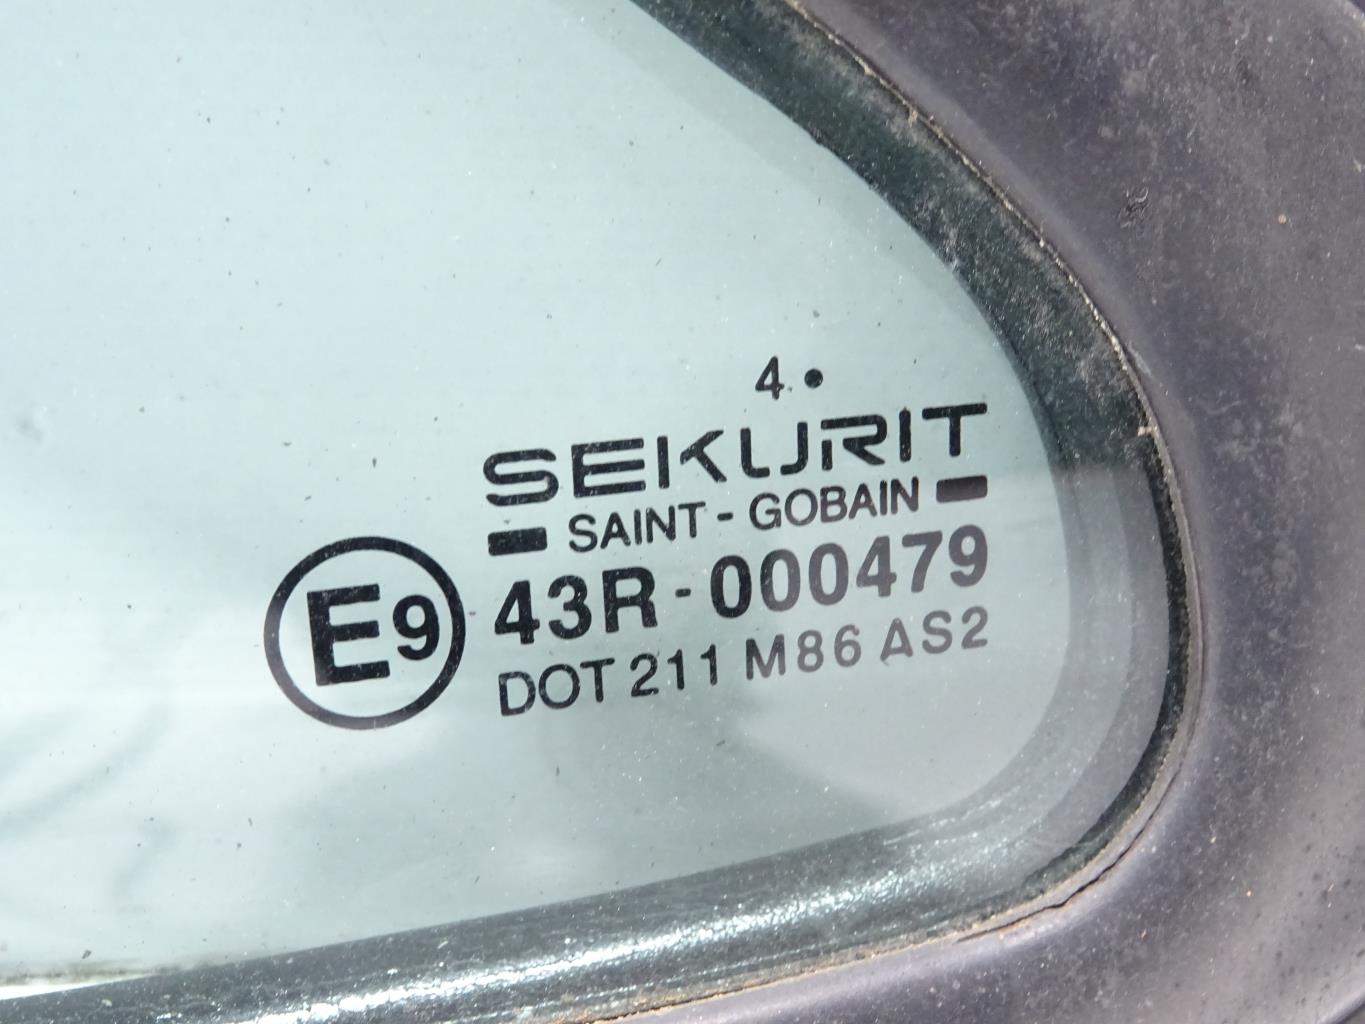 4.•
SEKURIT
SAINT-GOBAIN
E9
43R-000479
DOT 211 M86 AS2